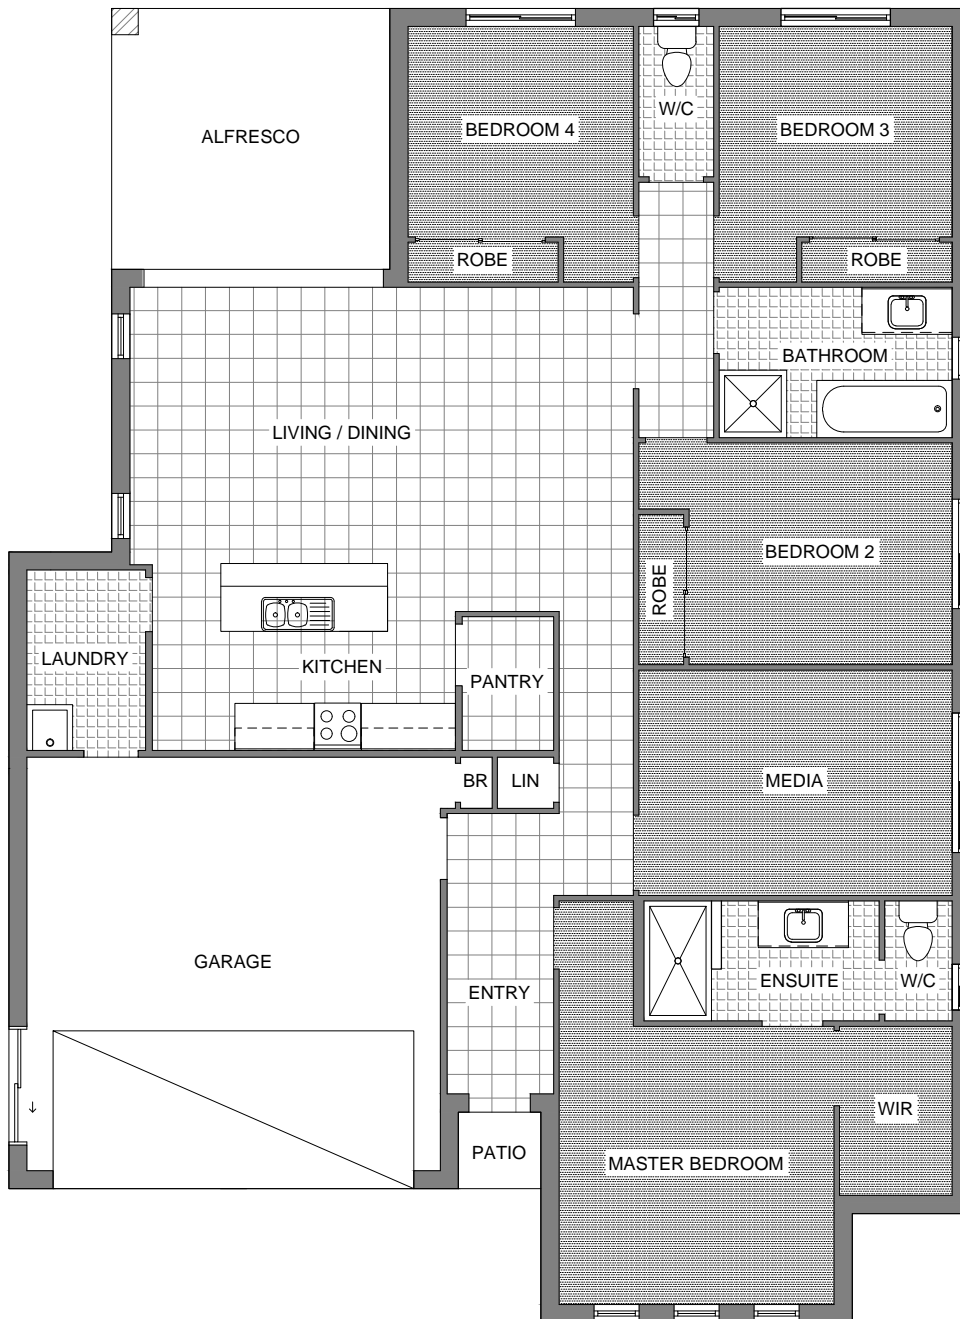 W/C
BEDROOM 4
BEDROOM 3
ALFRESCO
ROBE
ROBE
BATHROOM
LIVING / DINING
BEDROOM 2
ROBE
LAUNDRY
KITCHEN
PANTRY
BR
LIN
MEDIA
GARAGE
ENTRY
ENSUITE
W/C
WIR
PATIO
MASTER BEDROOM